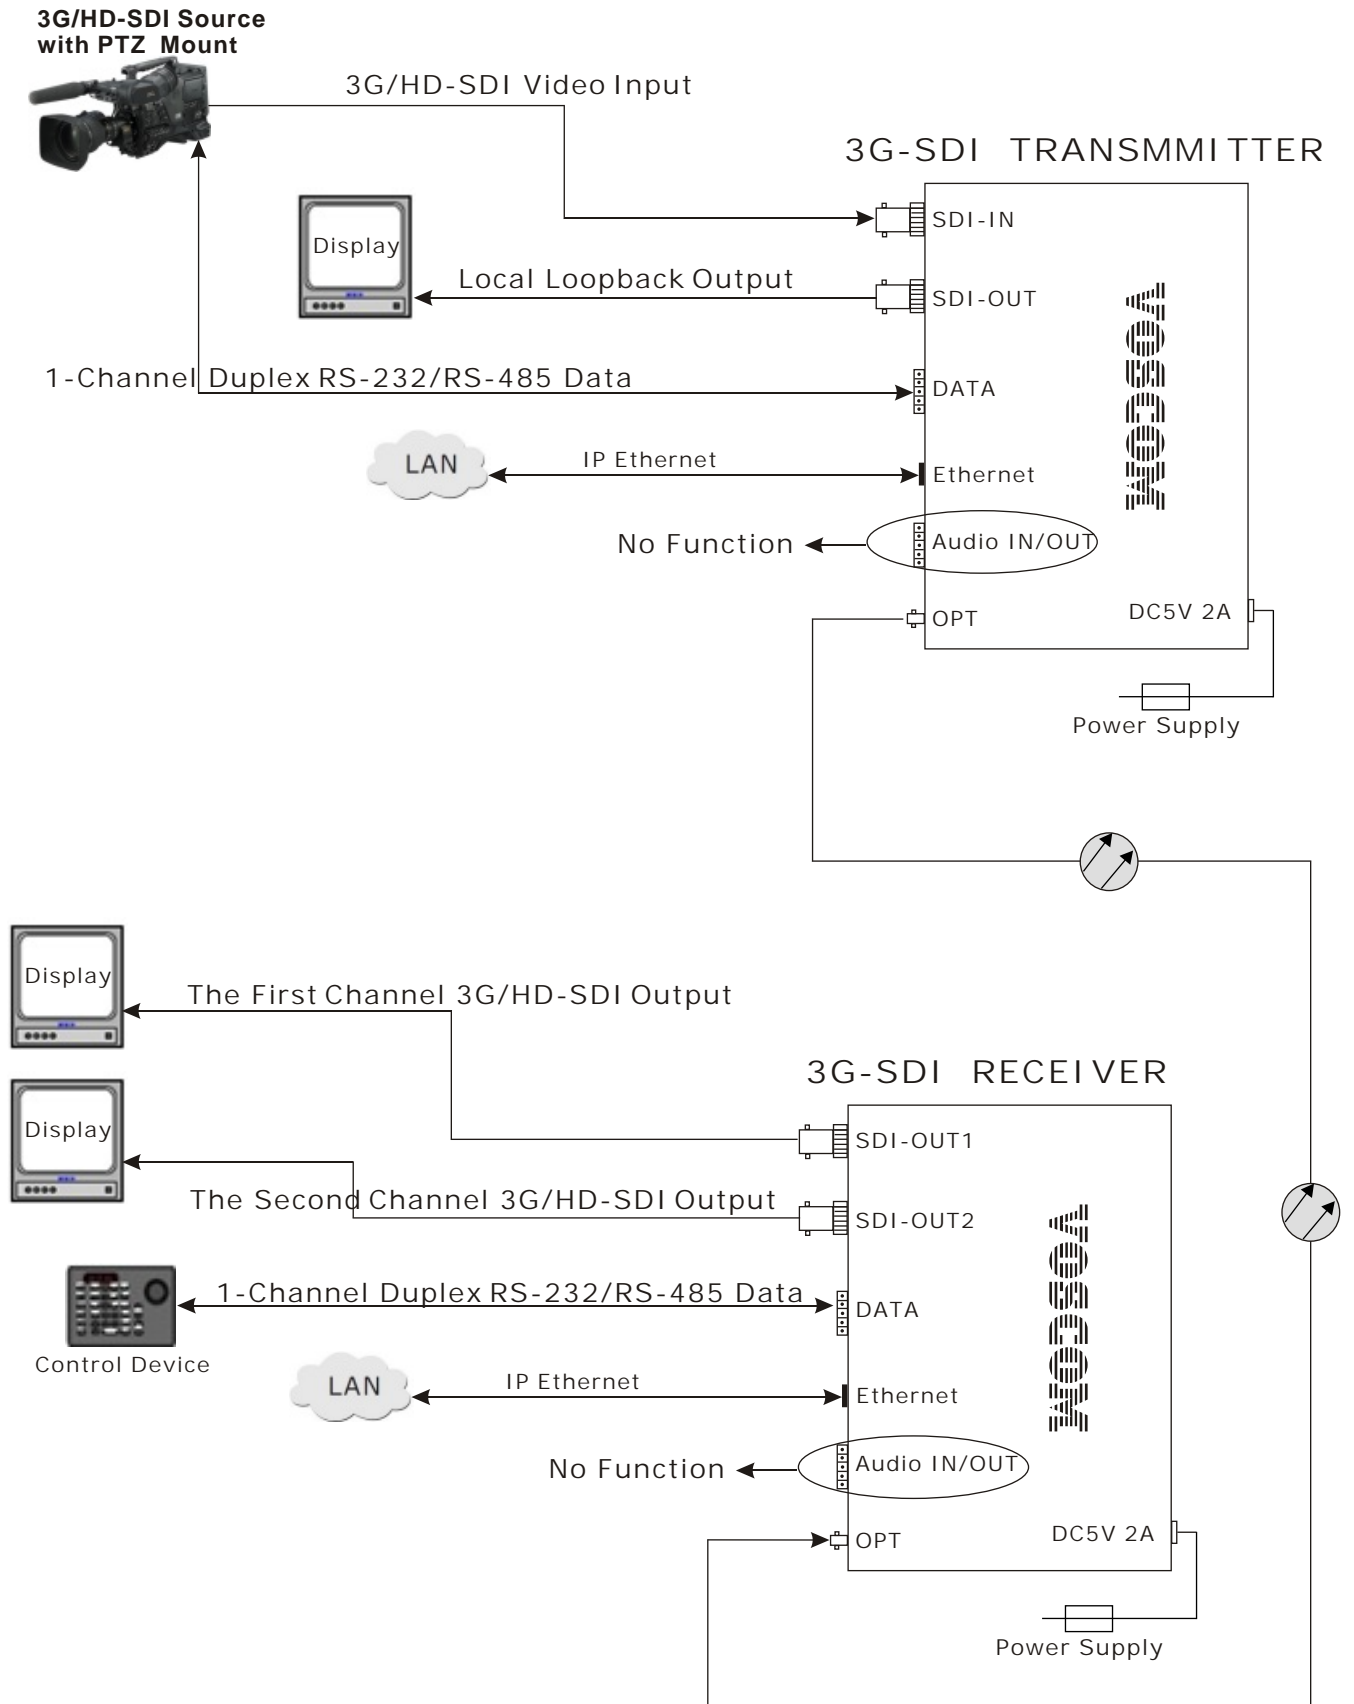 3G/HD-SDI Source
with PTZ Mount
3G/HD-SDI Video Input
3G-SDI TRANSMMITTER
SDI-IN
Display
Local Loopback Output
SDI-OUT
VOSCOM
1-Channel Duplex RS-232/RS-485 Data
DATA
LAN
IP Ethernet
Ethernet
No Function
Audio IN/OUT
OPT
DC5V 2A
Power Supply
Display
The First Channel 3G/HD-SDI Output
3G-SDI RECEIVER
Display
SDI-OUT1
The Second Channel 3G/HD-SDI Output
SDI-OUT2
VOSCOM
1-Channel Duplex RS-232/RS-485 Data
DATA
Control Device
LAN
IP Ethernet
Ethernet
No Function
Audio IN/OUT
OPT
DC5V 2A
Power Supply